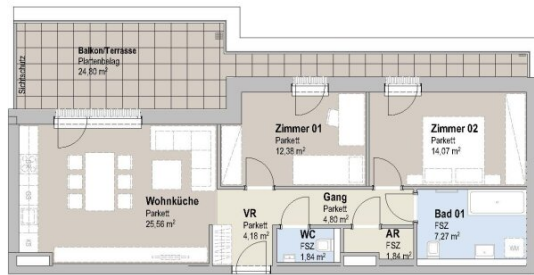 Balkon/Terrasse
Plattenbelag
24,80 m²
Sichtschutz
Zimmer 01
Parkett
12,38 m²
Zimmer 02
Parkett
14,07 m²
Wohnküche
Parkett
25,56 m²
VR
Parkett
4,18 m²
Gang
Parkett
4,80 m²
WC
FSZ
1,84 m²
AR
FSZ
1,84 m²
Bad 01
FSZ
7,27 m²
WM